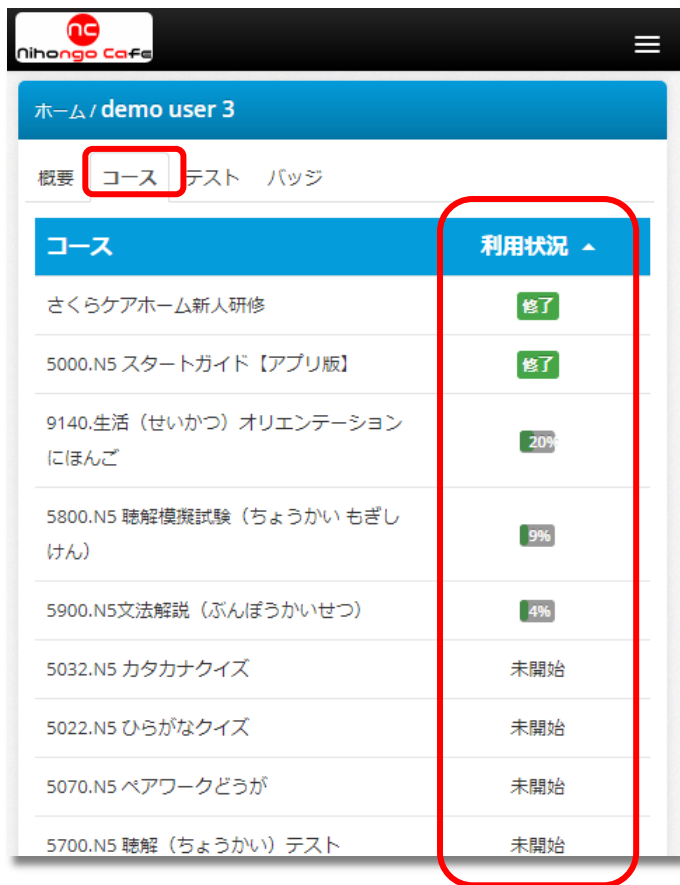 nc
Nihongo Cafe
ホーム / demo user 3
概要 コース テスト バッジ
コース 利用状況
さくらケアホーム新人研修 修了
5000.N5 スタートガイド【アプリ版】 修了
9140.生活（せいかつ）オリエンテーション
にほんご 20%
5800.N5 聴解模擬試験（ちょうかい もぎし
けん） 9%
5900.N5文法解説（ぶんぽうかいせつ） 4%
5032.N5 カタカナクイズ 未開始
5022.N5 ひらがなクイズ 未開始
5070.N5 ペアワークどうが 未開始
5700.N5 聴解（ちょうかい）テスト 未開始